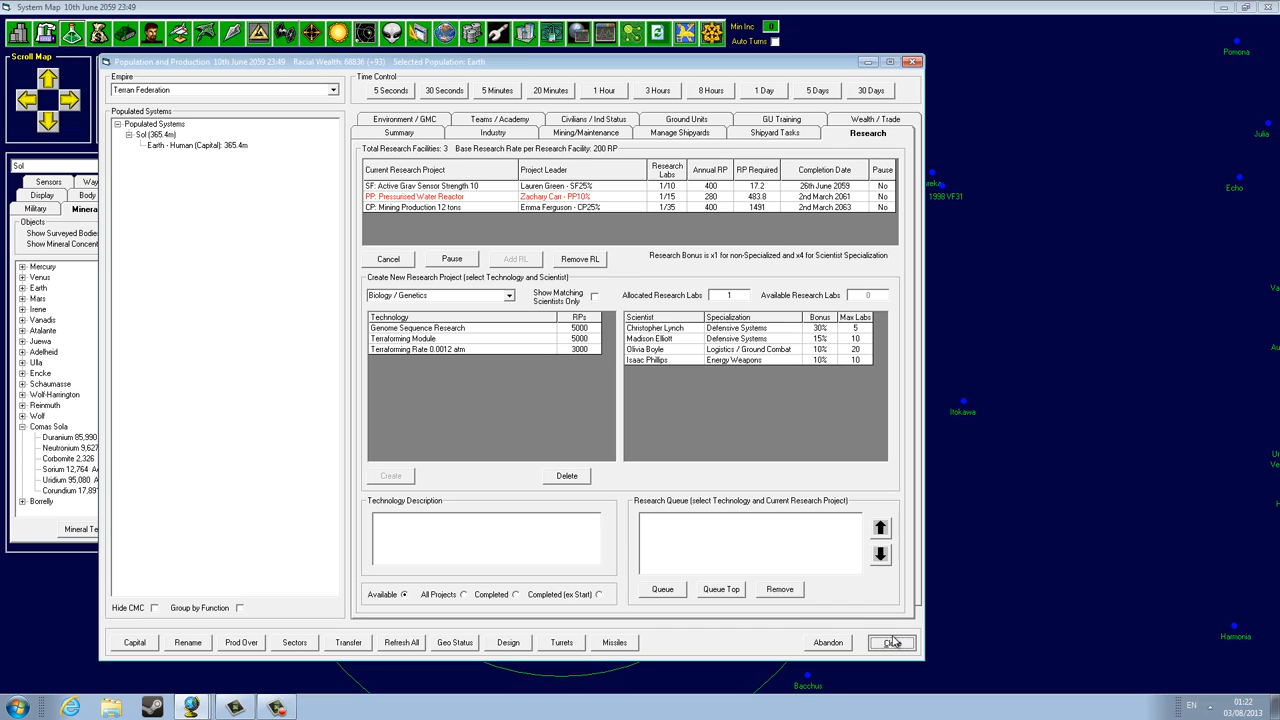 System Map 10th June 2059 23:49
Min Inc 0
Auto Turns
Scroll Map
Pomona
Julia
Echo
1998 VF31
Itokawa
Harmonia
Bacchus
Sol
Sensors
Display Body
Military Minera
Objects
Show Surveyed Bodie
Show Mineral Concent
Mercury
Venus
Earth
Mars
Irene
Vanadis
Atalante
Juewa
Adelheid
Ulla
Encke
Schaumasse
Wolf-Harrington
Reinmuth
Wolf
Comas Sola
Duranium 85,990
Neutronium 9,627
Corbomite 2,326
Sorium 12,764 A
Uridium 95,080
Corundum 17,89
Borrelly
Mineral Te
Population and Production 10th June 2059 23:49 Racial Wealth: 68836 (+93) Selected Population: Earth
Empire
Terran Federation
Populated Systems
Populated Systems
Sol (365.4m)
Earth - Human (Capital): 365.4m
Hide CMC Group by Function
Time Control
5 Seconds 30 Seconds 5 Minutes 20 Minutes 1 Hour 3 Hours 8 Hours 1 Day 5 Days 30 Days
Environment / GMC Teams / Academy Civilians / Ind Status Ground Units GU Training Wealth / Trade
Summary Industry Mining/Maintenance Manage Shipyards Shipyard Tasks Research
Total Research Facilities: 3 Base Research Rate per Research Facility: 200 RP
Current Research Project Project Leader Research Labs Annual RP RP Required Completion Date Pause
SF: Active Grav Sensor Strength 10 Lauren Green - SF25% 1/10 400 17.2 26th June 2059 No
PP: Pressurised Water Reactor Zachary Carr - PP10% 1/15 280 483.8 2nd March 2061 No
CP: Mining Production 12 tons Emma Ferguson - CP25% 1/35 400 1491 2nd March 2063 No
Cancel Pause Add RL Remove RL Research Bonus is x1 for non-Specialized and x4 for Scientist Specialization
Create New Research Project (select Technology and Scientist)
Biology / Genetics Show Matching Scientists Only Allocated Research Labs 1 Available Research Labs 0
Technology RPs
Genome Sequence Research 5000
Terraforming Module 5000
Terraforming Rate 0.0012 atm 3000
Scientist Specialization Bonus Max Labs
Christopher Lynch Defensive Systems 30% 5
Madison Elliott Defensive Systems 15% 10
Olivia Boyle Logistics / Ground Combat 10% 20
Isaac Phillips Energy Weapons 10% 10
Create Delete
Technology Description
Research Queue (select Technology and Current Research Project)
Available All Projects Completed Completed (ex Start)
Queue Queue Top Remove
Capital Rename Prod Over Sectors Transfer Refresh All Geo Status Design Turrets Missiles Abandon
EN 01:22
03/08/2013